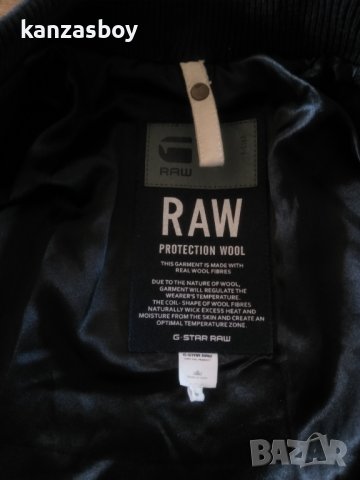 kanzasboy
RAW
RAW
PROTECTION WOOL
THIS GARMENT IS MADE WITH
REAL WOOL FIBRES
DUE TO THE NATURE OF WOOL,
GARMENT WILL REGULATE THE
WEARER'S TEMPERATURE.
THE COIL- SHAPE OF WOOL FIBRES
NATURALLY WICK EXCESS HEAT AND
MOISTURE FROM THE SKIN AND CREATE AN
OPTIMAL TEMPERATURE ZONE.
G-STAR RAW
G-STAR RAW
BAZAR